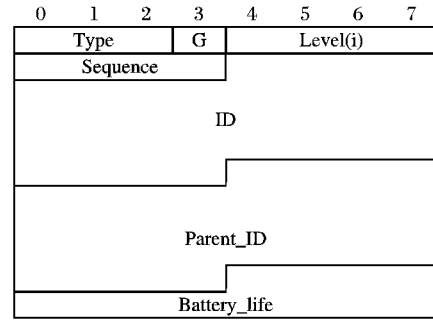 0 1 2 3 4 5 6 7
Type G Level(i)
Sequence
ID
Parent_ID
Battery_life